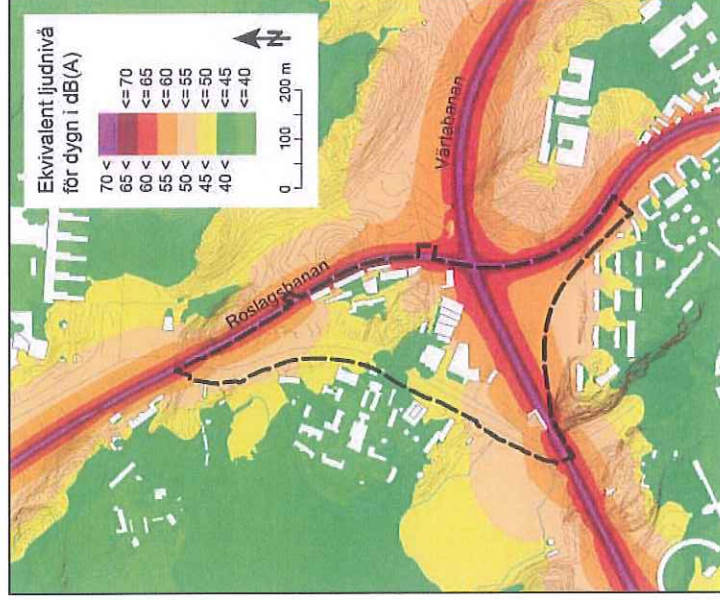 Ekvivalent ljudnivå
för dygn i dB(A)
70 <
65 < <=70
60 < <=65
55 < <=60
50 < <=55
45 < <=50
40 < <=45
<=40
N
0 100 200 m
Värtabanan
Roslagsbanan